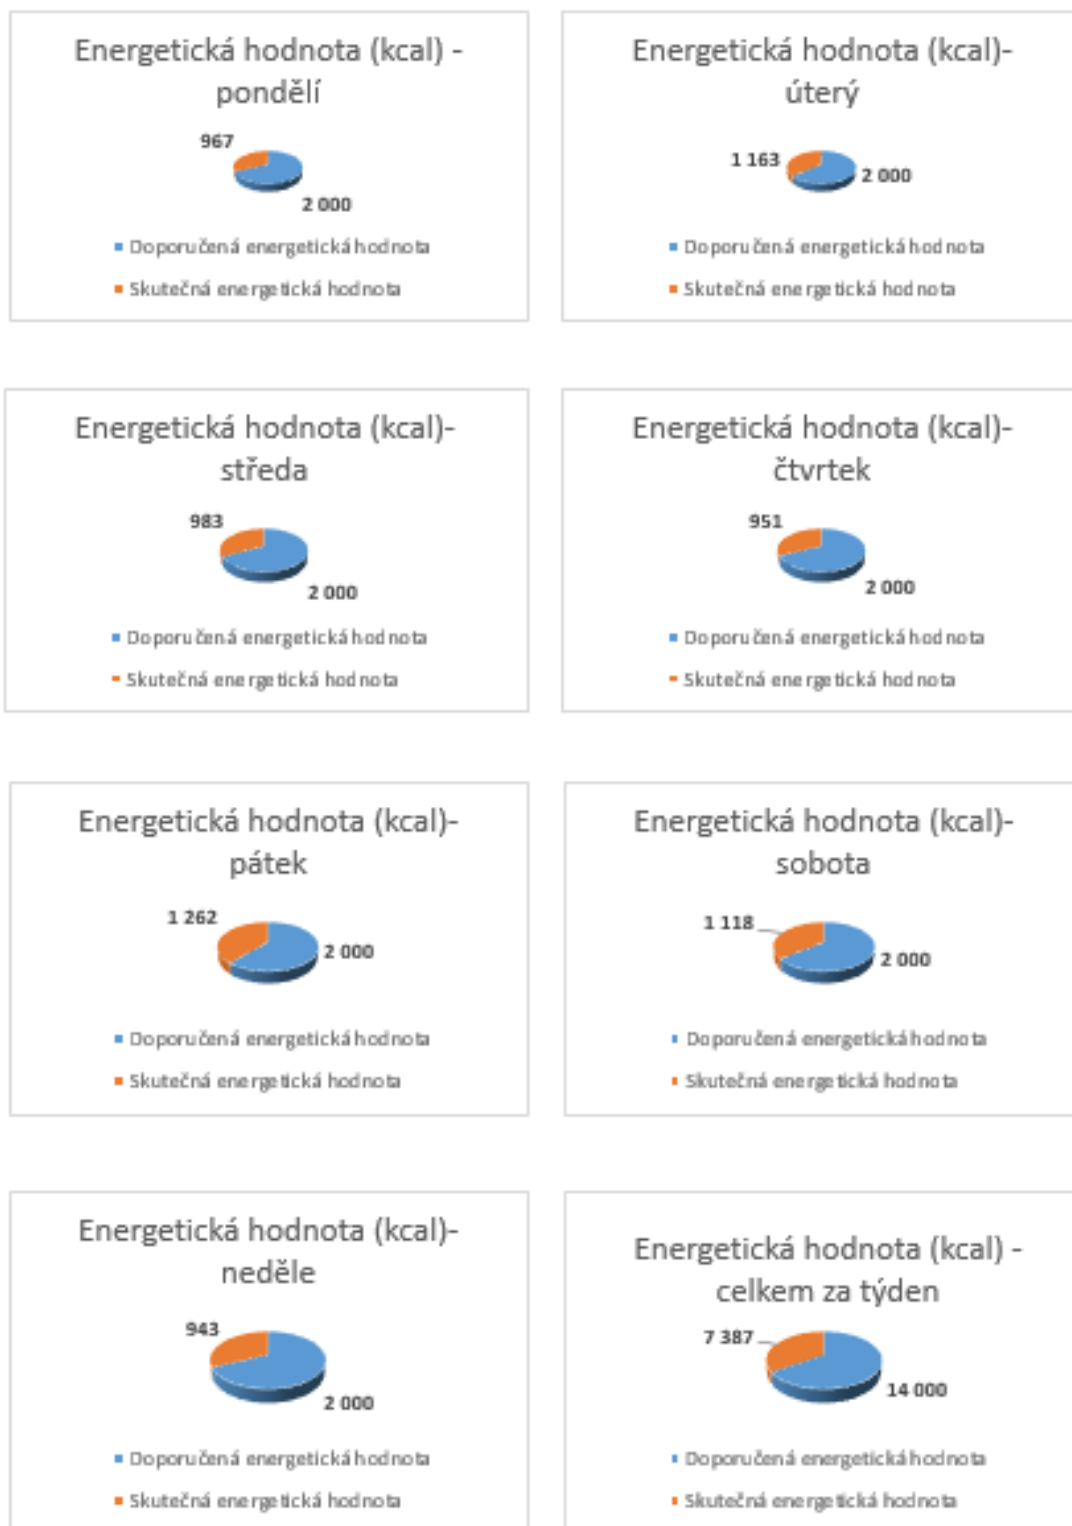 Energetická hodnota (kcal) -
pondělí
967
2 000
Doporučená energetická hodnota
Skutečná energetická hodnota
Energetická hodnota (kcal)-
úterý
1 163
2 000
Doporučená energetická hodnota
Skutečná energetická hodnota
Energetická hodnota (kcal)-
středa
983
2 000
Doporučená energetická hodnota
Skutečná energetická hodnota
Energetická hodnota (kcal)-
čtvrtek
951
2 000
Doporučená energetická hodnota
Skutečná energetická hodnota
Energetická hodnota (kcal)-
pátek
1 262
2 000
Doporučená energetická hodnota
Skutečná energetická hodnota
Energetická hodnota (kcal)-
sobota
1 118
2 000
Doporučená energetická hodnota
Skutečná energetická hodnota
Energetická hodnota (kcal)-
neděle
943
2 000
Doporučená energetická hodnota
Skutečná energetická hodnota
Energetická hodnota (kcal) -
celkem za týden
7 387
14 000
Doporučená energetická hodnota
Skutečná energetická hodnota